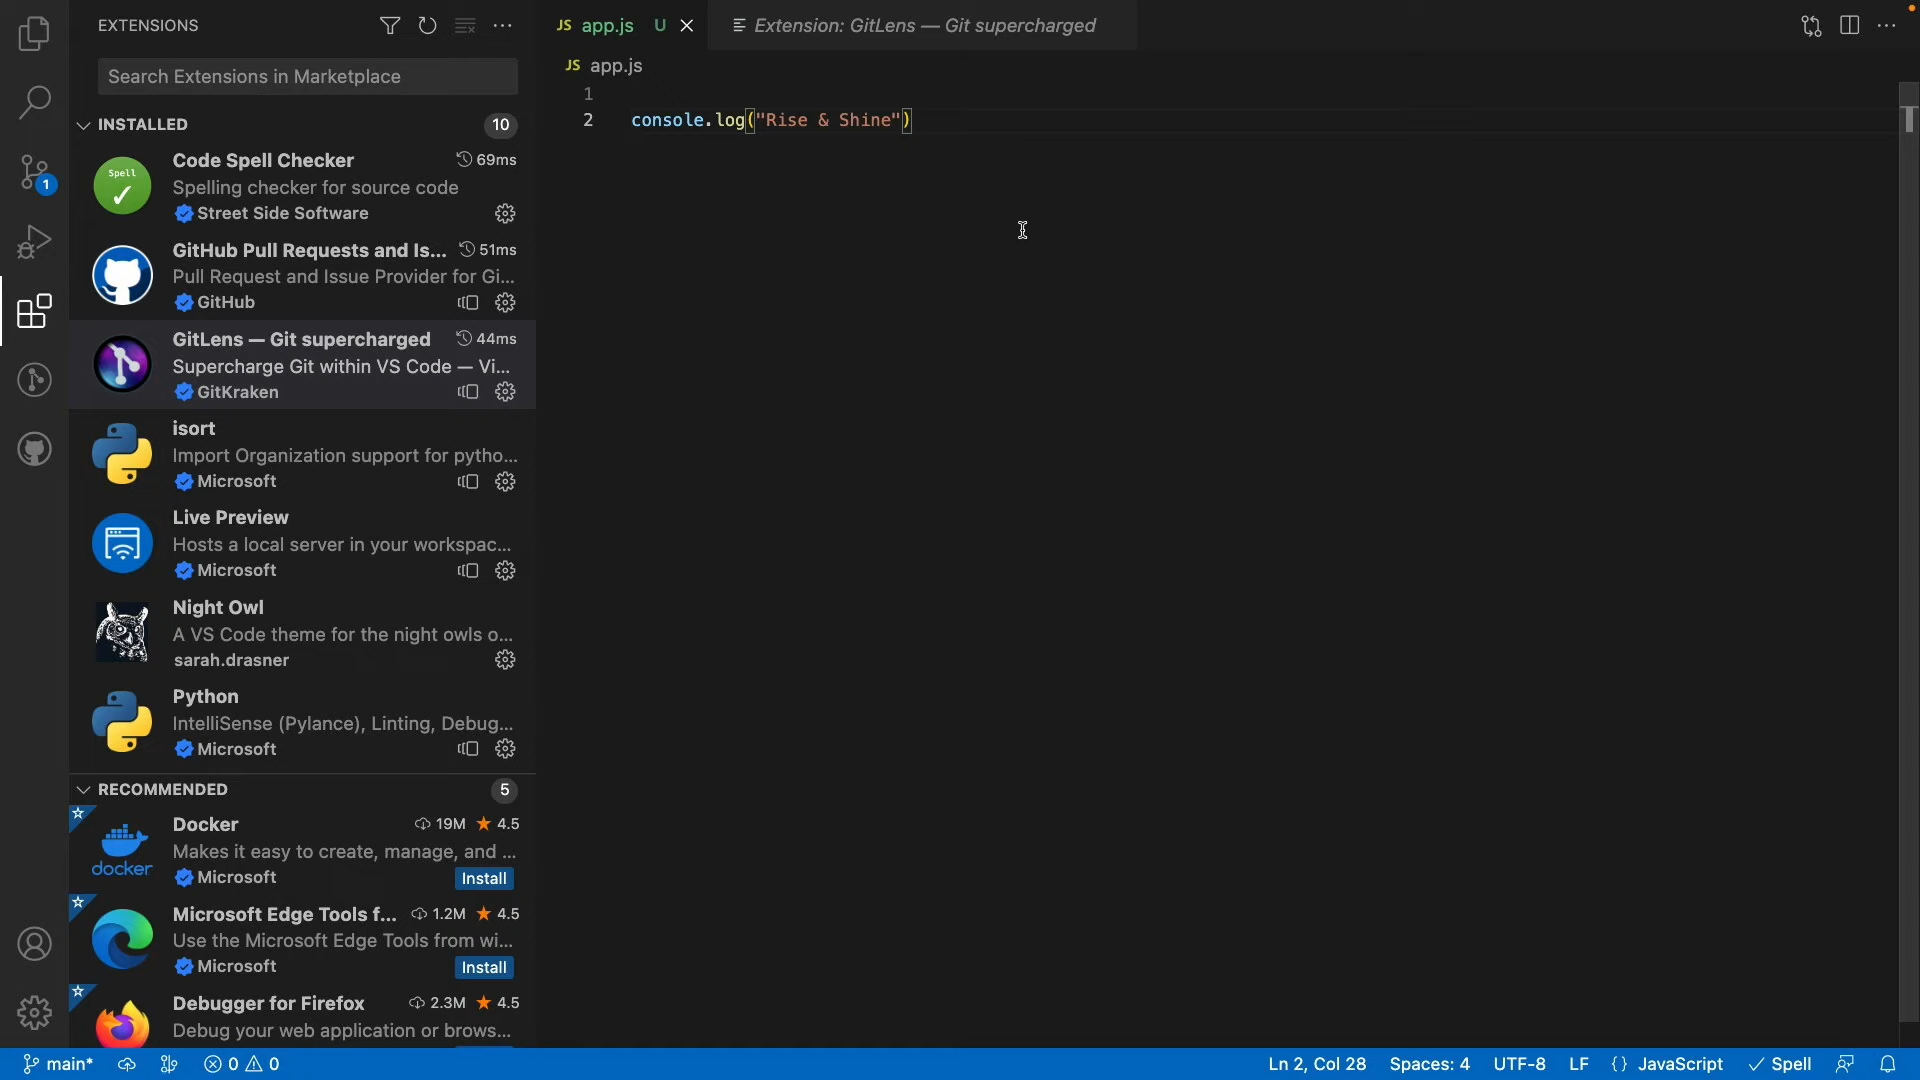 EXTENSIONS
Search Extensions in Marketplace
INSTALLED 10
Spell
Code Spell Checker 69ms
Spelling checker for source code
Street Side Software
GitHub Pull Requests and Is... 51ms
Pull Request and Issue Provider for Gi...
GitHub
GitLens — Git supercharged 44ms
Supercharge Git within VS Code — Vi...
GitKraken
isort
Import Organization support for pytho...
Microsoft
Live Preview
Hosts a local server in your workspac...
Microsoft
Night Owl
A VS Code theme for the night owls o...
sarah.drasner
Python
IntelliSense (Pylance), Linting, Debug...
Microsoft
RECOMMENDED 5
Docker 19M ★ 4.5
Makes it easy to create, manage, and ...
docker
Microsoft Install
Microsoft Edge Tools f... 1.2M ★ 4.5
Use the Microsoft Edge Tools from wi...
Microsoft Install
Debugger for Firefox 2.3M ★ 4.5
Debug your web application or brows...
1
JS app.js U Extension: GitLens — Git supercharged
JS app.js
1
2 console.log("Rise & Shine")
main* 0 0 Ln 2, Col 28 Spaces: 4 UTF-8 LF {} JavaScript ✓ Spell